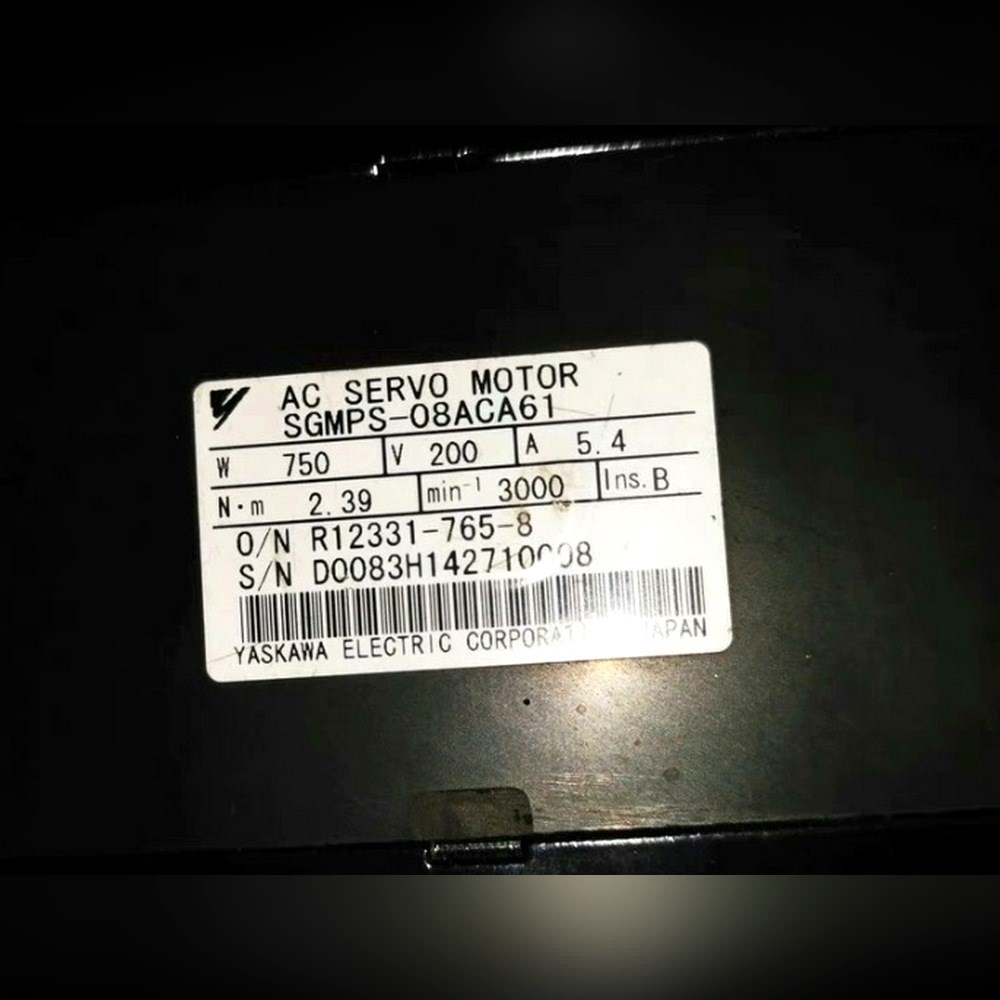 AC SERVO MOTOR
SGMPS-08ACA61
W 750 V 200 A 5.4
N·m 2.39 min⁻¹ 3000 Ins. B
O/N R12331-765-8
S/N
YASKAWA ELECTRIC JAPAN